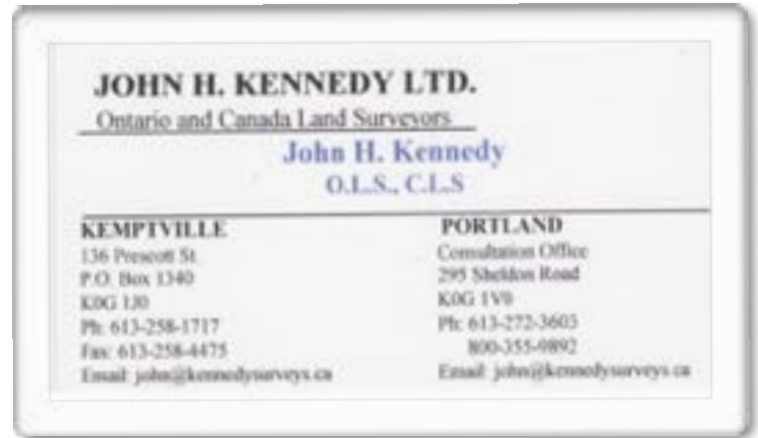 JOHN H. KENNEDY LTD.
Ontario and Canada Land Surveyors
John H. Kennedy
O.L.S., C.L.S
KEMPTVILLE
136 Prescott St.
P.O. Box 1340
K0G 1J0
Ph: 613-258-1717
Fax: 613-258-4475
Email: john@kennedysurveys.ca
PORTLAND
Consultation Office
295 Sheldon Road
K0G 1V0
Ph: 613-272-3603
800-355-9892
Email: john@kennedysurveys.ca